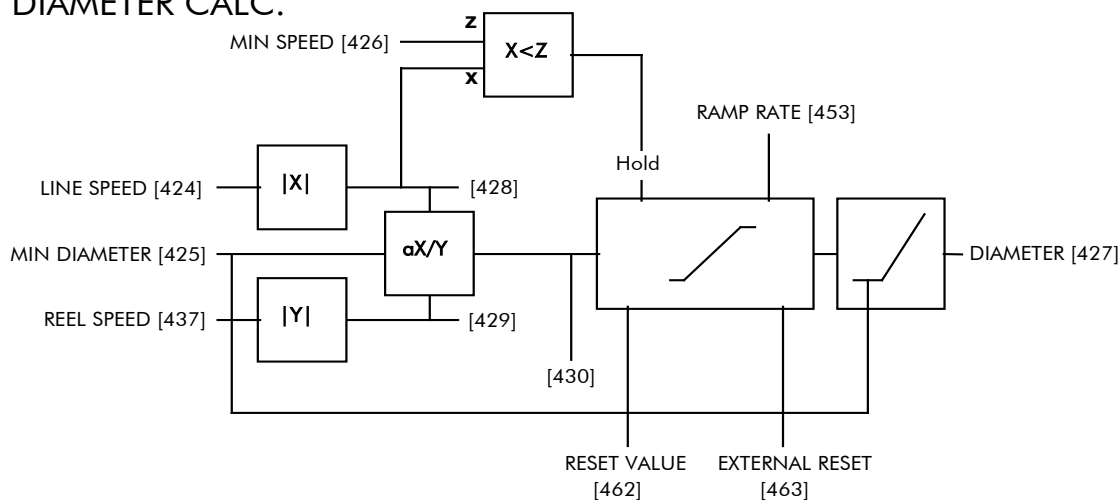 DIAMETER CALC.
MIN SPEED [426]
z
X<Z
x
RAMP RATE [453]
Hold
LINE SPEED [424]
|X|
[428]
MIN DIAMETER [425]
aX/Y
DIAMETER [427]
REEL SPEED [437]
|Y|
[429]
[430]
RESET VALUE
[462]
EXTERNAL RESET
[463]